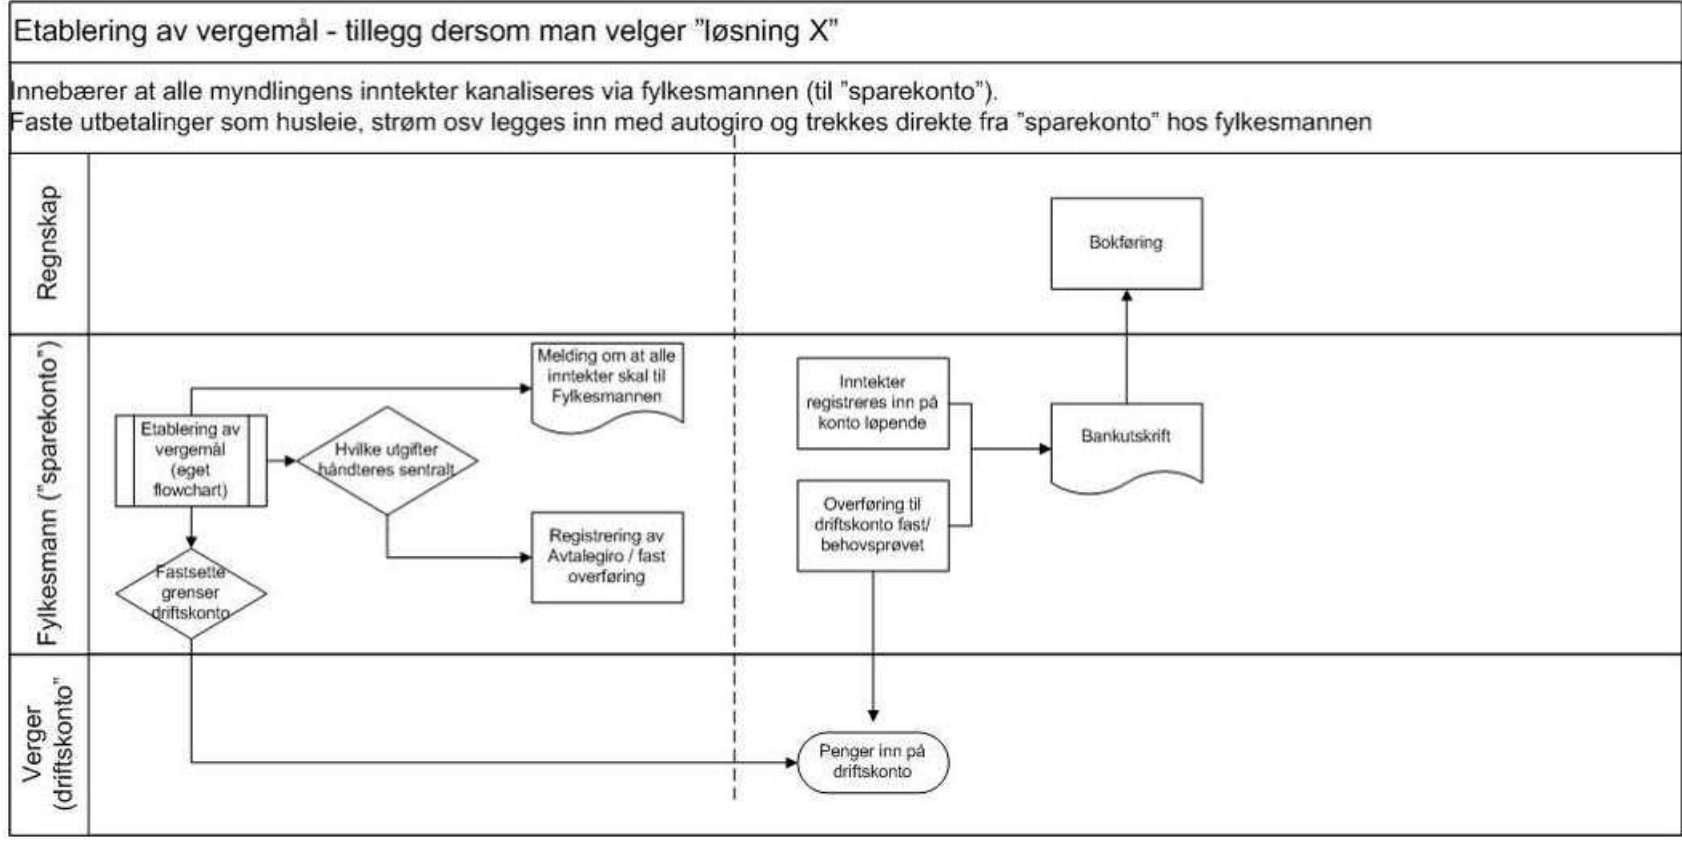 Etablering av vergemål - tillegg dersom man velger ”løsning X”
Innebærer at alle myndlingens inntekter kanaliseres via fylkesmannen (til ”sparekonto”).
Faste utbetalinger som husleie, strøm osv legges inn med autogiro og trekkes direkte fra ”sparekonto” hos fylkesmannen
Regnskap
Bokføring
Fylkesmann (”sparekonto”)
Melding om at alle
inntekter skal til
Fylkesmannen
Etablering av
vergemål
(eget
flowchart)
Hvilke utgifter
håndteres sentralt
Registrering av
Avtalegiro / fast
overføring
Fastsette
grenser
driftskonto
Inntekter
registreres inn på
konto løpende
Overføring til
driftskonto fast/
behovsprøvet
Bankutskrift
Verger
(driftskonto”
Penger inn på
driftskonto